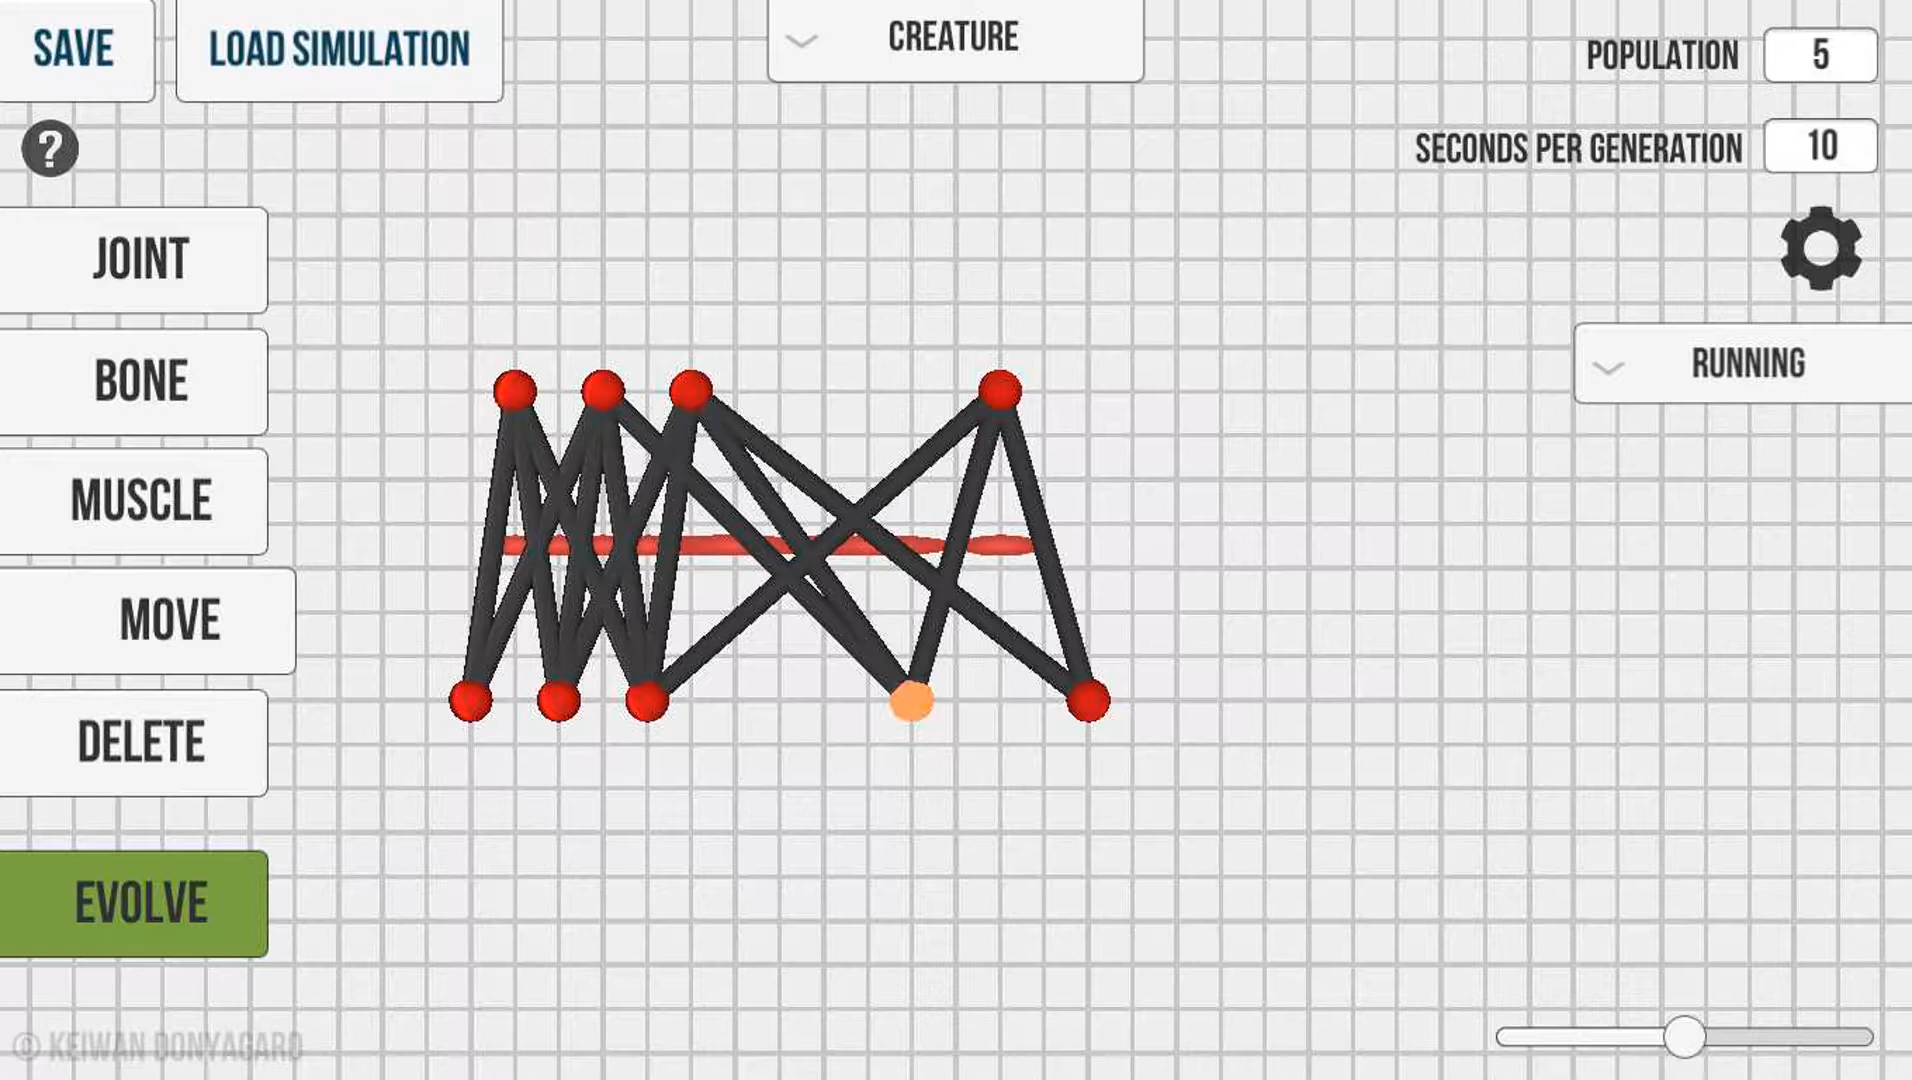 SAVE
LOAD SIMULATION
CREATURE
POPULATION 5
?
SECONDS PER GENERATION 10
JOINT
RUNNING
BONE
MUSCLE
MOVE
DELETE
EVOLVE
© KEIWAN DONYAGARD